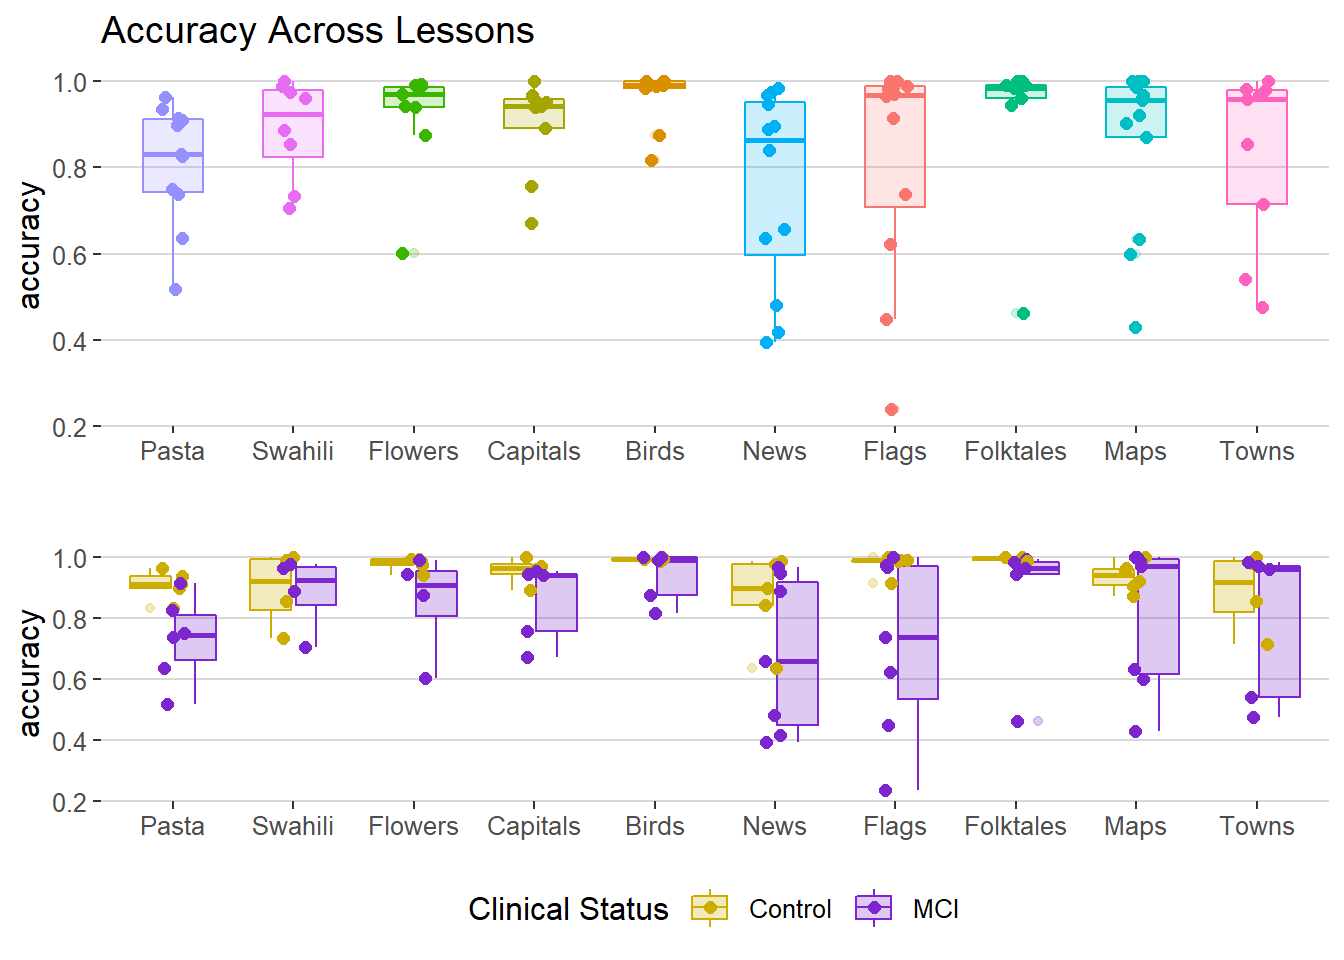 Accuracy Across Lessons
accuracy
1.0
0.8
0.6
0.4
0.2
Pasta Swahili Flowers Capitals Birds News Flags Folktales Maps Towns
accuracy
1.0
0.8
0.6
0.4
0.2
Pasta Swahili Flowers Capitals Birds News Flags Folktales Maps Towns
Clinical Status Control MCI